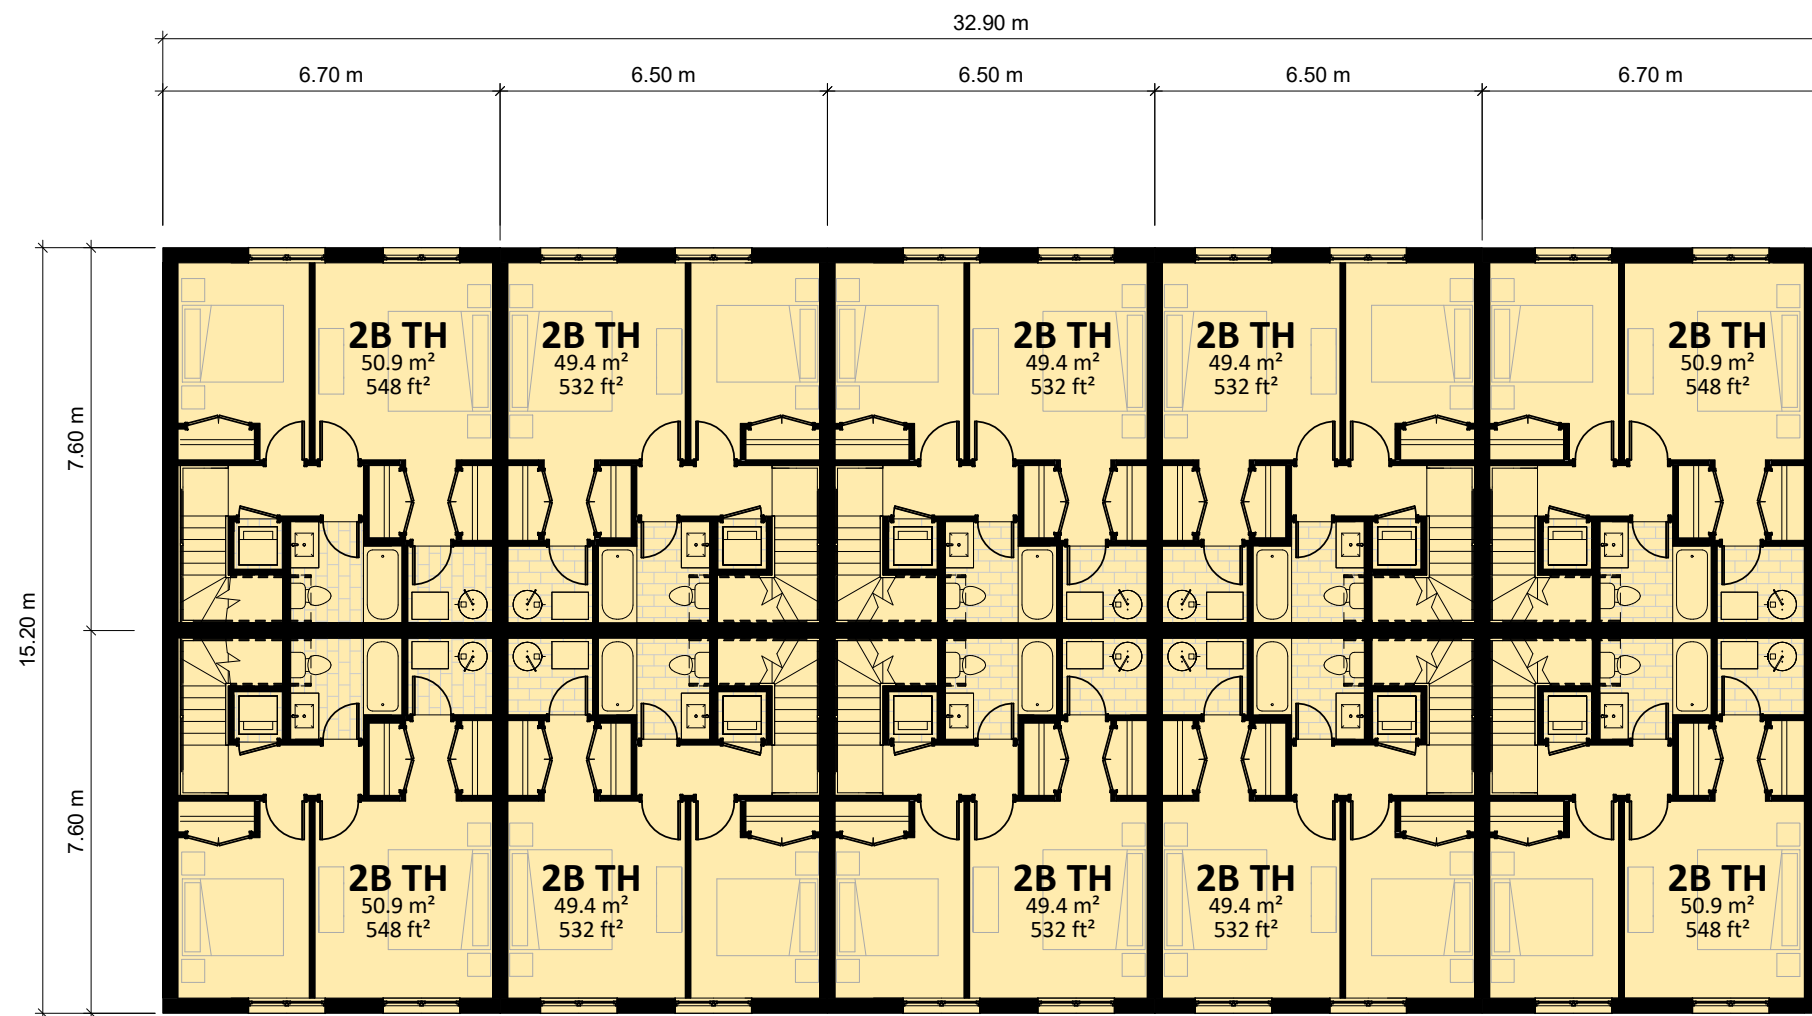 32.90 m
6.70 m
6.50 m
6.50 m
6.50 m
6.70 m
15.20 m
7.60 m
7.60 m
2B TH
50.9 m²
548 ft²
2B TH
49.4 m²
532 ft²
2B TH
49.4 m²
532 ft²
2B TH
49.4 m²
532 ft²
2B TH
50.9 m²
548 ft²
2B TH
50.9 m²
548 ft²
2B TH
49.4 m²
532 ft²
2B TH
49.4 m²
532 ft²
2B TH
49.4 m²
532 ft²
2B TH
50.9 m²
548 ft²